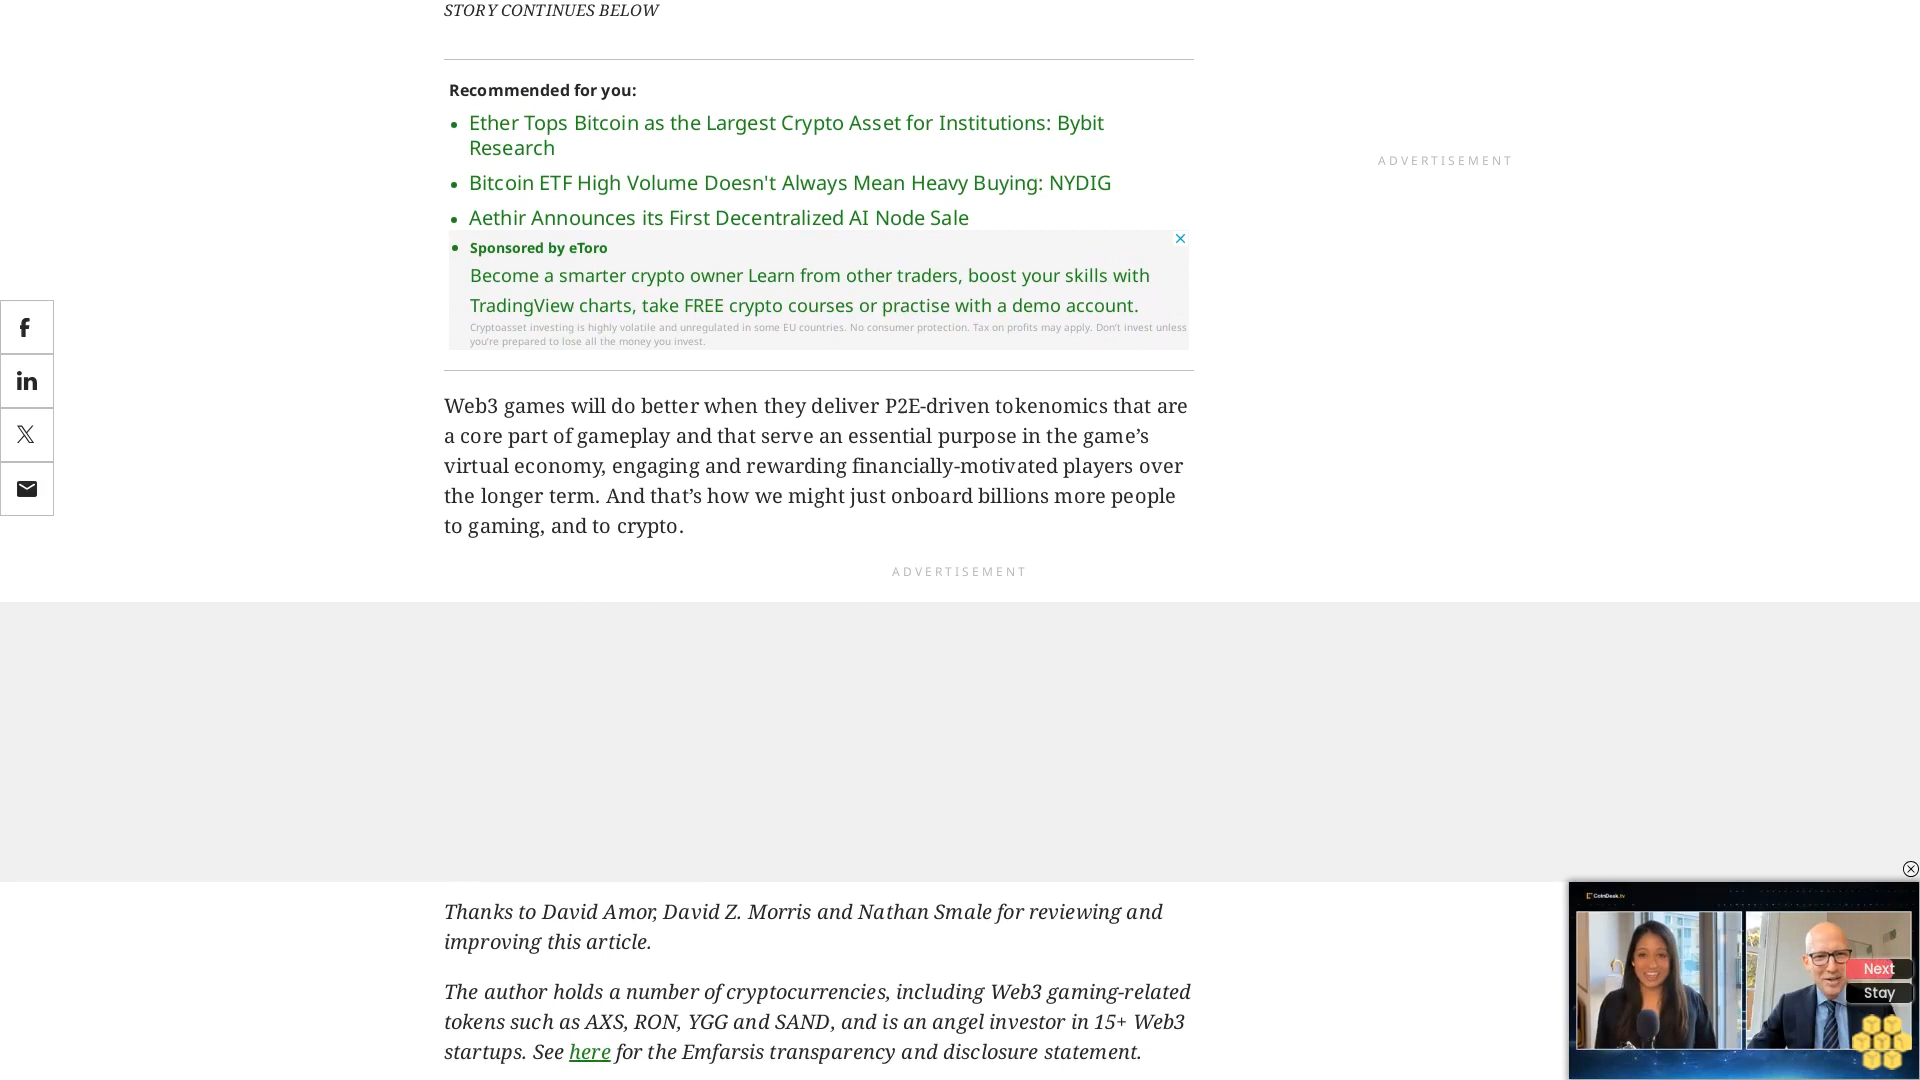 STORY CONTINUES BELOW
Recommended for you:
Ether Tops Bitcoin as the Largest Crypto Asset for Institutions: Bybit
Research
Bitcoin ETF High Volume Doesn't Always Mean Heavy Buying: NYDIG
Aethir Announces its First Decentralized AI Node Sale
Sponsored by eToro
Become a smarter crypto owner Learn from other traders, boost your skills with
TradingView charts, take FREE crypto courses or practise with a demo account.
Cryptoasset investing is highly volatile and unregulated in some EU countries. No consumer protection. Tax on profits may apply. Don’t invest unless
you’re prepared to lose all the money you invest.
ADVERTISEMENT
Web3 games will do better when they deliver P2E-driven tokenomics that are
a core part of gameplay and that serve an essential purpose in the game’s
virtual economy, engaging and rewarding financially-motivated players over
the longer term. And that’s how we might just onboard billions more people
to gaming, and to crypto.
ADVERTISEMENT
Thanks to David Amor, David Z. Morris and Nathan Smale for reviewing and
improving this article.
The author holds a number of cryptocurrencies, including Web3 gaming-related
tokens such as AXS, RON, YGG and SAND, and is an angel investor in 15+ Web3
startups. See here for the Emfarsis transparency and disclosure statement.
CoinDesk.tv
Next
Stay